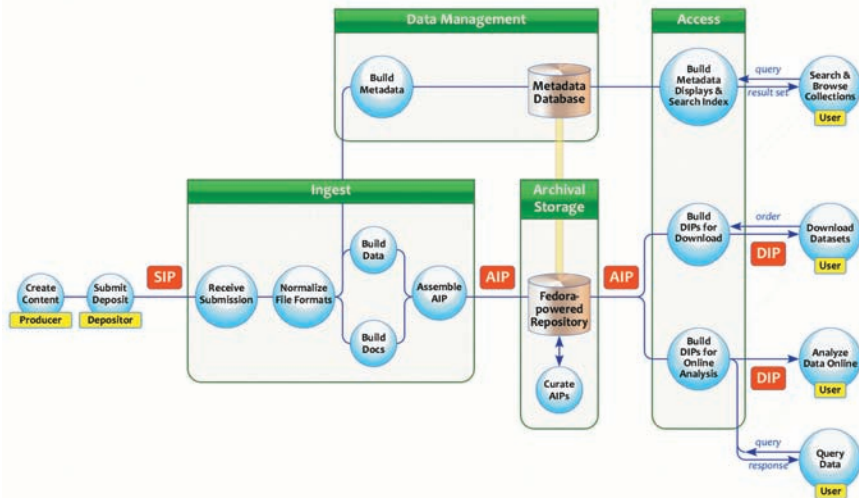 Data Management
Access
Build
Metadata
Metadata
Database
Build
Metadata
Displays &
Search Index
query
result set
Search &
Browse
Collections
User
Ingest
Archival
Storage
Build
Data
Build
DIPs for
Download
order
DIP
Download
Datasets
User
Create
Content
Producer
Submit
Deposit
Depositor
SIP
Receive
Submission
Normalize
File Formats
Assemble
AIP
AIP
Fedora-
powered
Repository
AIP
Build
Docs
Curate
AIPs
Build
DIPs for
Online
Analysis
DIP
Analyze
Data Online
User
query
response
Query
Data
User